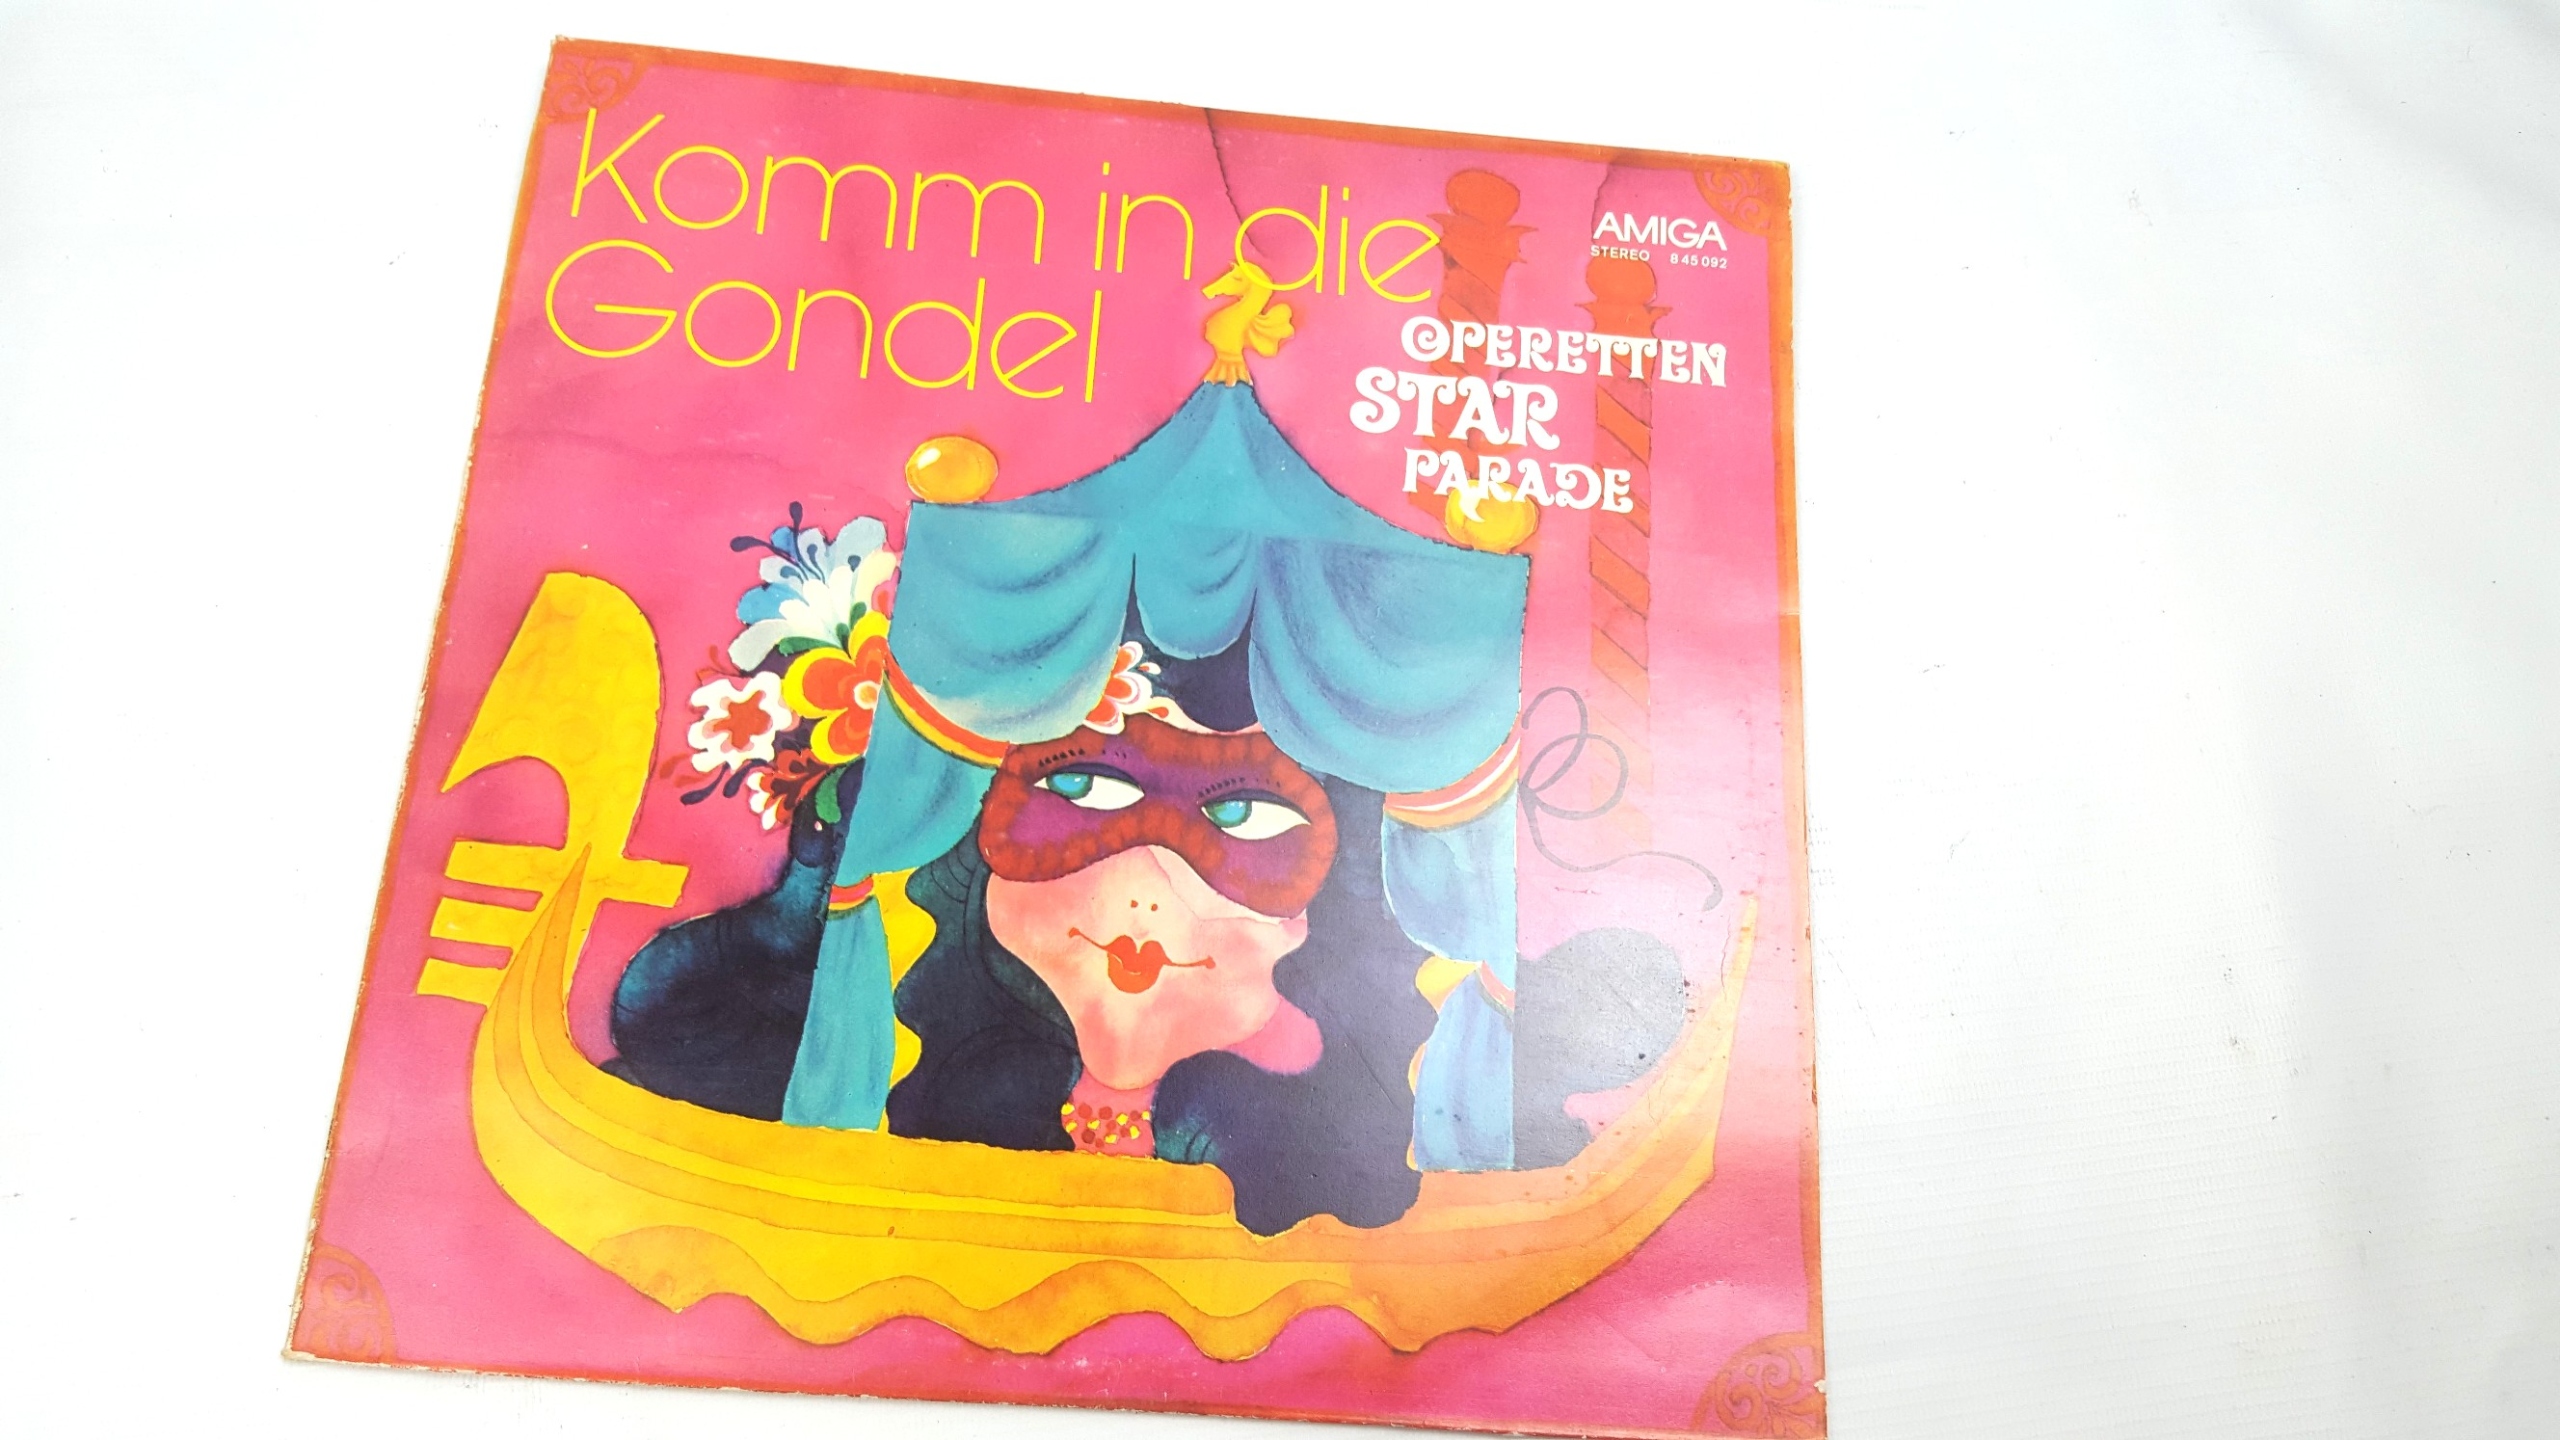 Komm in die
Gondel
AMIGA
STEREO 8 45 092
OPERETTEN
STAR
PARADE